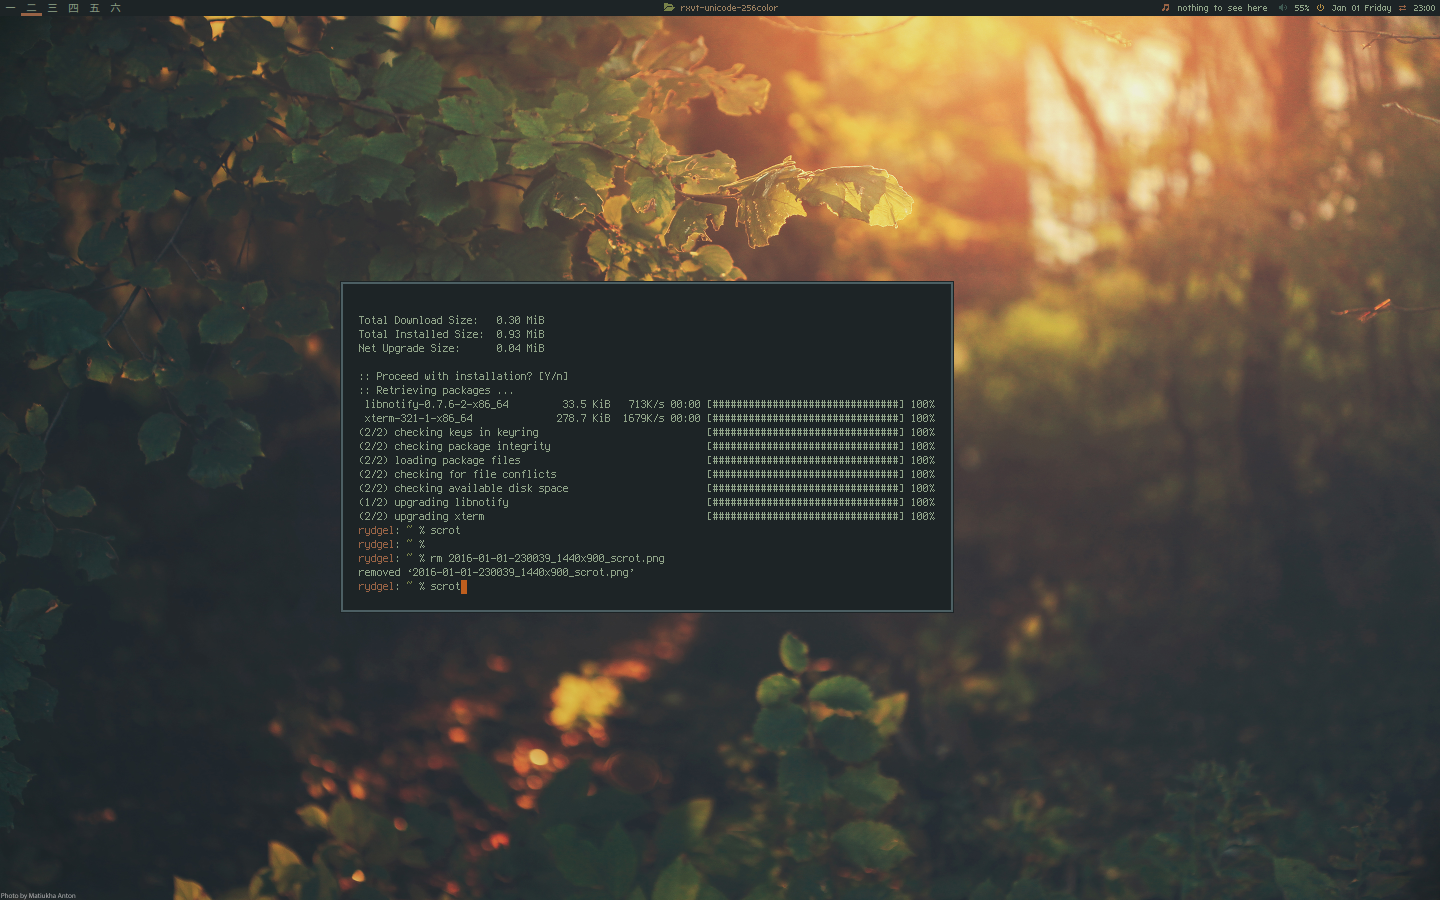 一 二 三 四 五 六
rxvt-unicode-256color
nothing to see here 55% Jan 01 Friday 23:00
Total Download Size: 0.30 MiB
Total Installed Size: 0.93 MiB
Net Upgrade Size: 0.04 MiB
:: Proceed with installation? [Y/n]
:: Retrieving packages ...
libnotify-0.7.6-2-x86_64 33.5 KiB 713K/s 00:00 [###############################] 100%
xterm-321-1-x86_64 278.7 KiB 1679K/s 00:00 [###############################] 100%
(2/2) checking keys in keyring [###############################] 100%
(2/2) checking package integrity [###############################] 100%
(2/2) loading package files [###############################] 100%
(2/2) checking for file conflicts [###############################] 100%
(2/2) checking available disk space [###############################] 100%
(1/2) upgrading libnotify [###############################] 100%
(2/2) upgrading xterm [###############################] 100%
rydgel: ~ % scrot
rydgel: ~ %
rydgel: ~ % rm 2016-01-01-230039_1440x900_scrot.png
removed ‘2016-01-01-230039_1440x900_scrot.png’
rydgel: ~ % scrot
Photo by Matiukha Anton